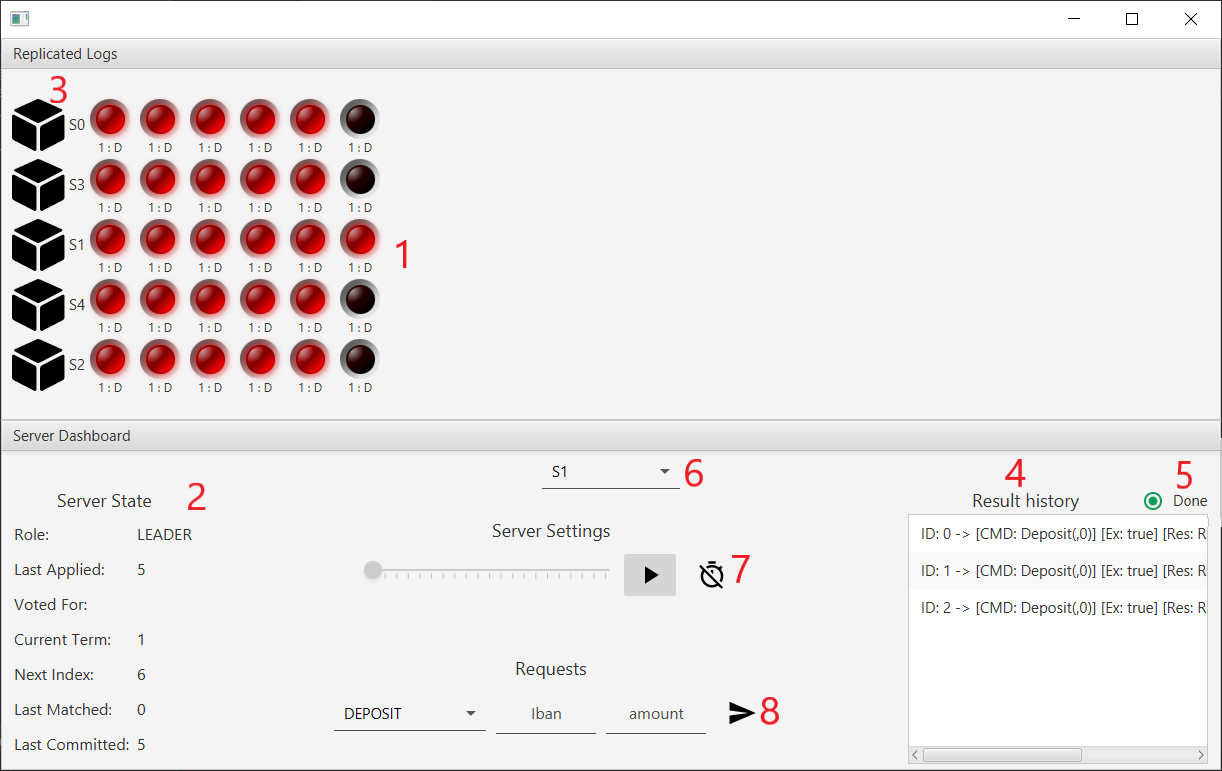 Replicated Logs
3
S0
1 : D 1 : D 1 : D 1 : D 1 : D 1 : D
S3
1 : D 1 : D 1 : D 1 : D 1 : D 1 : D
S1
1
1 : D 1 : D 1 : D 1 : D 1 : D 1 : D
S4
1 : D 1 : D 1 : D 1 : D 1 : D 1 : D
S2
1 : D 1 : D 1 : D 1 : D 1 : D 1 : D
Server Dashboard
Server State 2
Role: LEADER
Last Applied: 5
Voted For:
Current Term: 1
Next Index: 6
Last Matched: 0
Last Committed: 5
S1 6
Server Settings
7
Requests
DEPOSIT Iban amount 8
4 5
Result history Done
ID: 0 -> [CMD: Deposit(,0)] [Ex: true] [Res: R
ID: 1 -> [CMD: Deposit(,0)] [Ex: true] [Res: R
ID: 2 -> [CMD: Deposit(,0)] [Ex: true] [Res: R